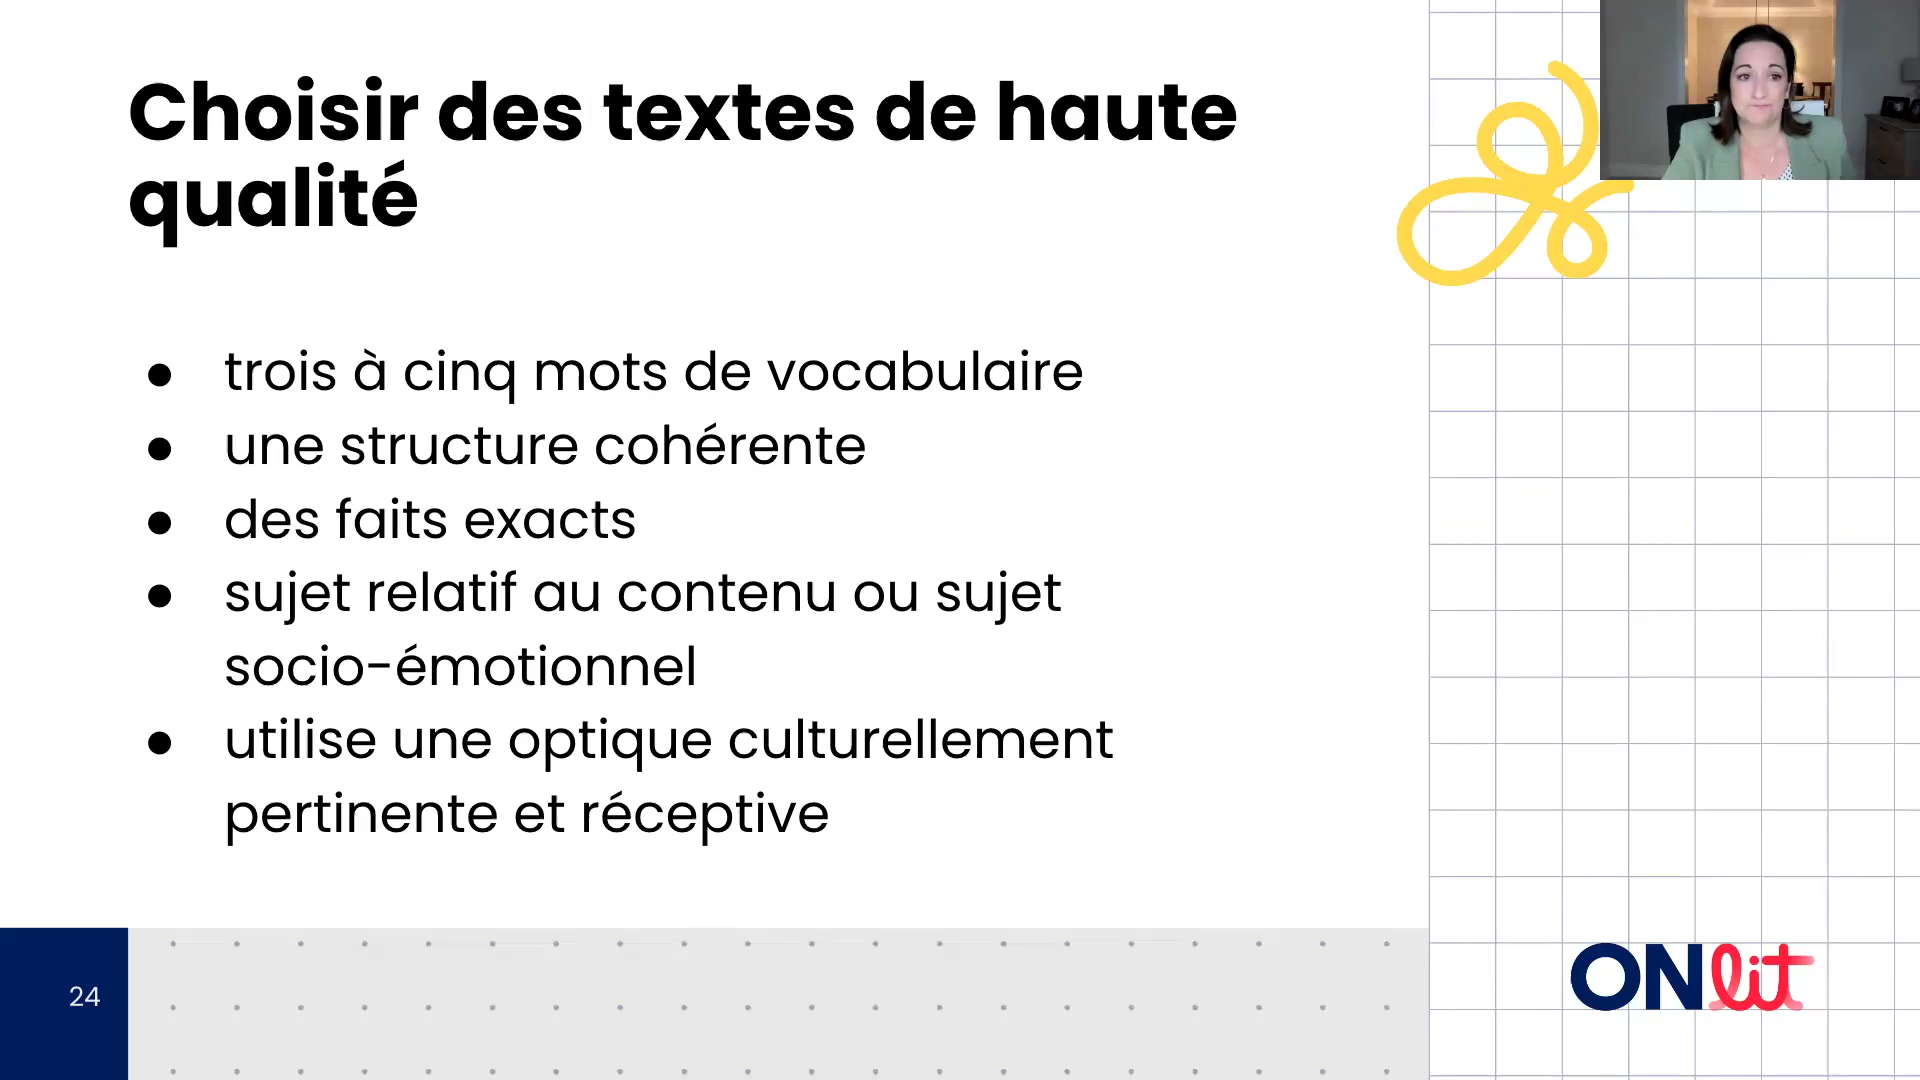 Choisir des textes de haute
qualité
● trois à cinq mots de vocabulaire
● une structure cohérente
● des faits exacts
● sujet relatif au contenu ou sujet
socio-émotionnel
● utilise une optique culturellement
pertinente et réceptive
24
ONlit